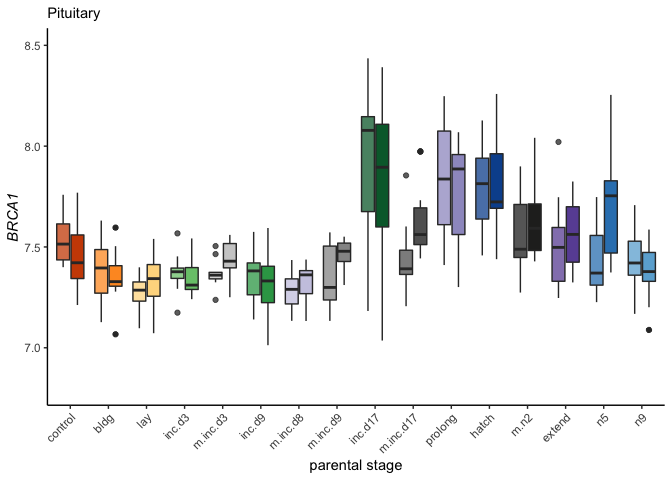 Pituitary
BRCA1
8.5
8.0
7.5
7.0
control
bldg
lay
inc.d3
m.inc.d3
inc.d9
m.inc.d8
m.inc.d9
inc.d17
m.inc.d17
prolong
hatch
m.n2
extend
n5
n9
parental stage